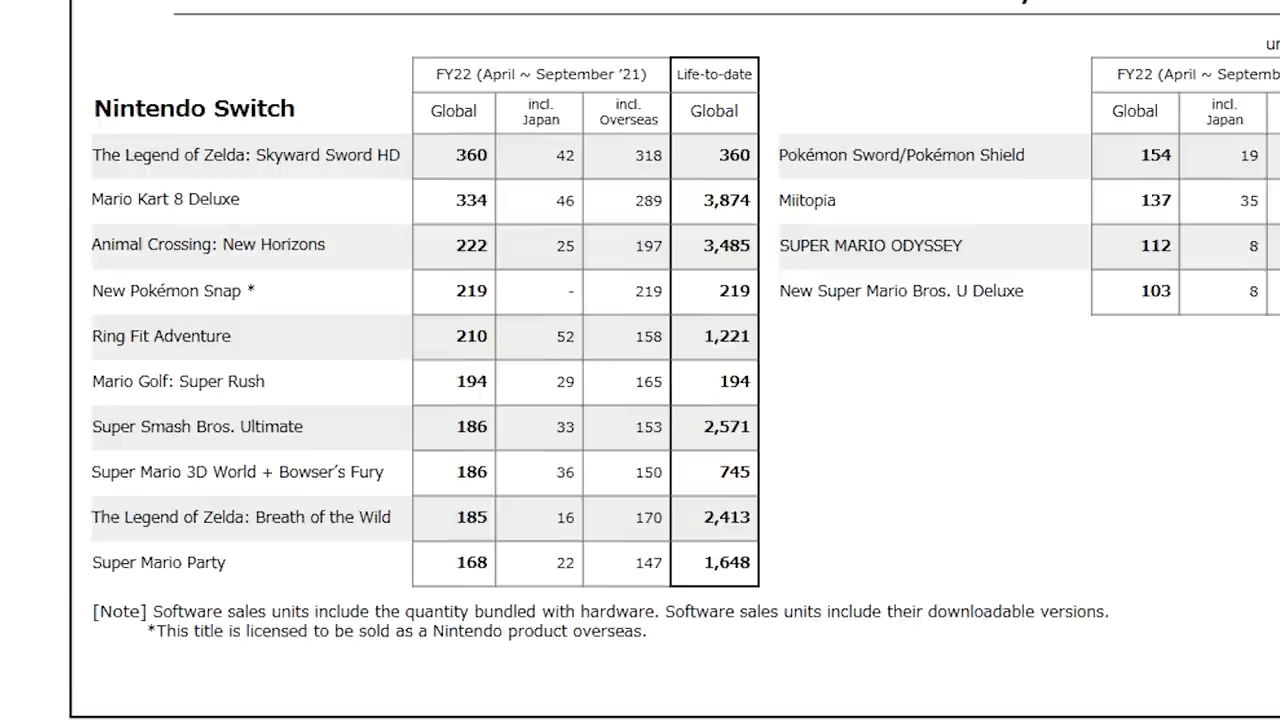 un
FY22 (April ~ September '21) Life-to-date FY22 (April ~ Septemb
Nintendo Switch Global incl. Japan incl. Overseas Global Global incl. Japan
The Legend of Zelda: Skyward Sword HD 360 42 318 360 Pokémon Sword/Pokémon Shield 154 19
Mario Kart 8 Deluxe 334 46 289 3,874 Miitopia 137 35
Animal Crossing: New Horizons 222 25 197 3,485 SUPER MARIO ODYSSEY 112 8
New Pokémon Snap * 219 - 219 219 New Super Mario Bros. U Deluxe 103 8
Ring Fit Adventure 210 52 158 1,221
Mario Golf: Super Rush 194 29 165 194
Super Smash Bros. Ultimate 186 33 153 2,571
Super Mario 3D World + Bowser's Fury 186 36 150 745
The Legend of Zelda: Breath of the Wild 185 16 170 2,413
Super Mario Party 168 22 147 1,648
[Note] Software sales units include the quantity bundled with hardware. Software sales units include their downloadable versions.
*This title is licensed to be sold as a Nintendo product overseas.